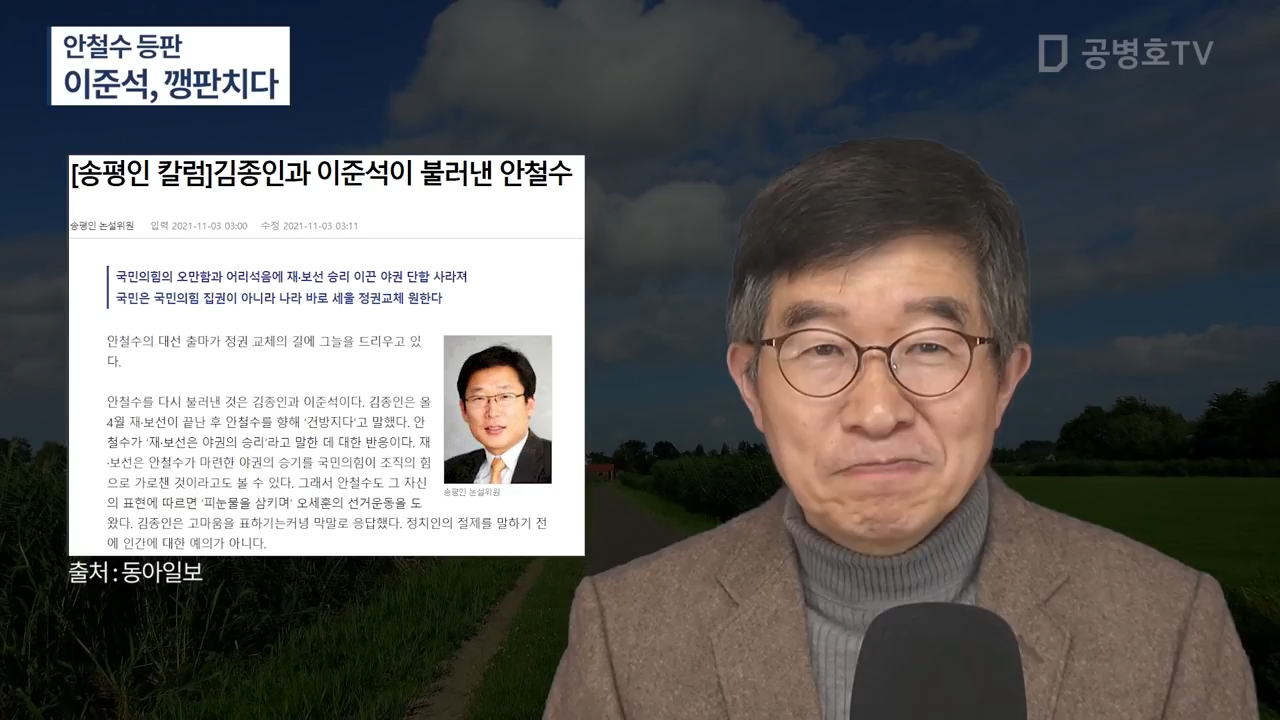 안철수 등판
이준석, 깽판치다
공병호TV
[송평인 칼럼]김종인과 이준석이 불러낸 안철수
송평인 논설위원 입력 2021-11-03 03:00 수정 2021-11-03 03:11
국민의힘의 오만함과 어리석음에 재·보선 승리 이끈 야권 단합 사라져
국민은 국민의힘 집권이 아니라 나라 바로 세울 정권교체 원한다
안철수의 대선 출마가 정권 교체의 길에 그늘을 드리우고 있
다.
안철수를 다시 불러낸 것은 김종인과 이준석이다. 김종인은 올
4월 재·보선이 끝난 후 안철수를 향해 ‘건방지다’고 말했다. 안
철수가 ‘재·보선은 야권의 승리’라고 말한 데 대한 반응이다. 재
·보선은 안철수가 마련한 야권의 승기를 국민의힘이 조직의 힘
으로 가로챈 것이라고도 볼 수 있다. 그래서 안철수도 그 자신
의 표현에 따르면 ‘피눈물을 삼키며’ 오세훈의 선거운동을 도
왔다. 김종인은 고마움을 표하기는커녕 막말로 응답했다. 정치인의 절제를 말하기 전
에 인간에 대한 예의가 아니다.
송평인 논설위원
출처 : 동아일보